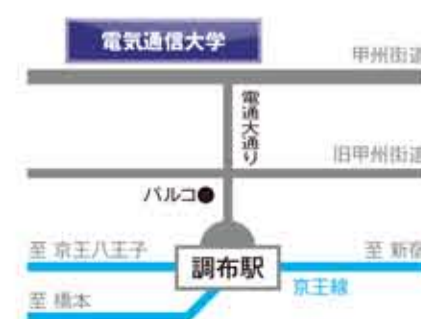 電気通信大学
甲州街道
電通大通り
旧甲州街道
パルコ
至 京王八王子
至 新宿
調布駅
京王線
至 橋本